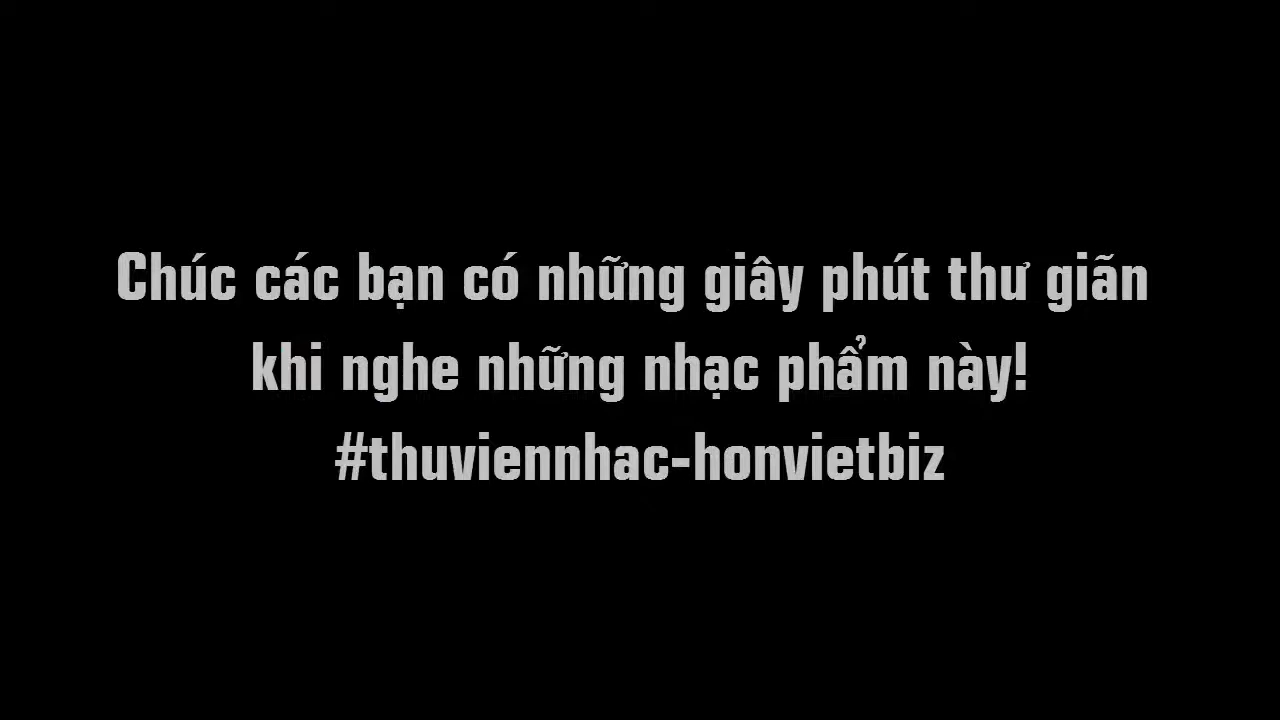 Chúc các bạn có những giây phút thư giãn
khi nghe những nhạc phẩm này!
#thuviennhac-honvietbiz